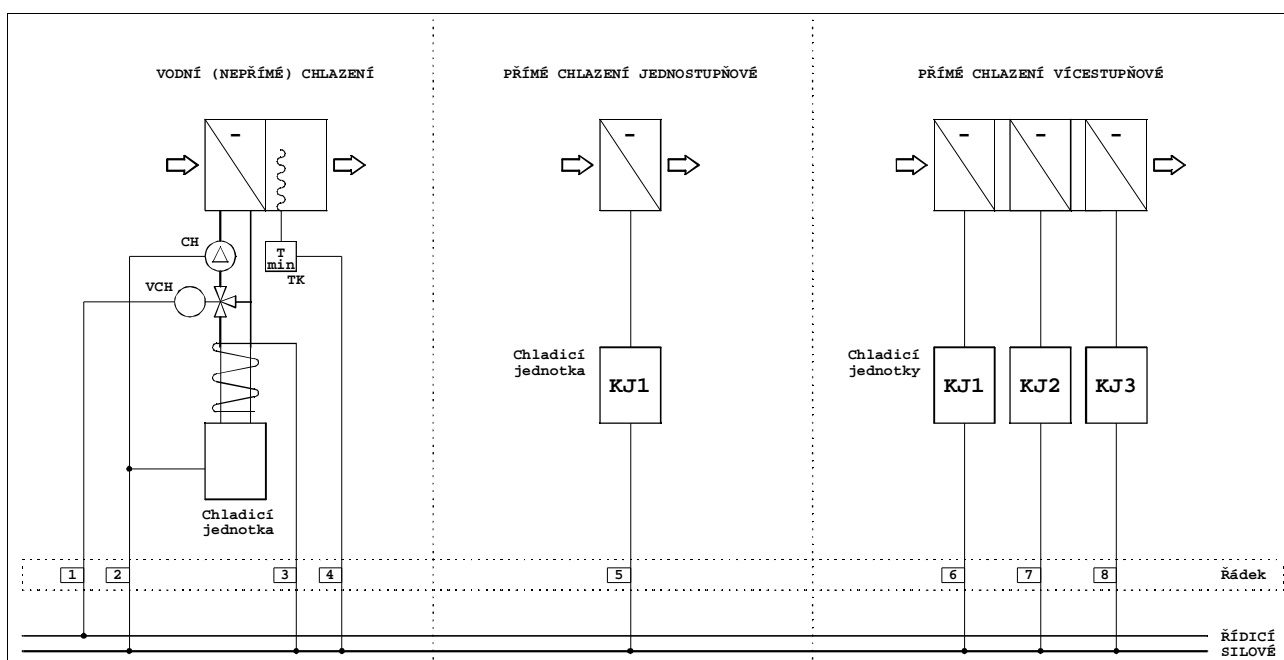 VODNÍ (NEPŘÍMÉ) CHLAZENÍ
PŘÍMÉ CHLAZENÍ JEDNOSTUPŇOVÉ
PŘÍMÉ CHLAZENÍ VÍCESTUPŇOVÉ
-
-
- - -
CH
T
min
TK
VCH
Chladicí
jednotka
KJ1
Chladicí
jednotky
KJ1 KJ2 KJ3
Chladicí
jednotka
1 2 3 4 5 6 7 8 Řádek
ŘÍDICÍ
SILOVÉ